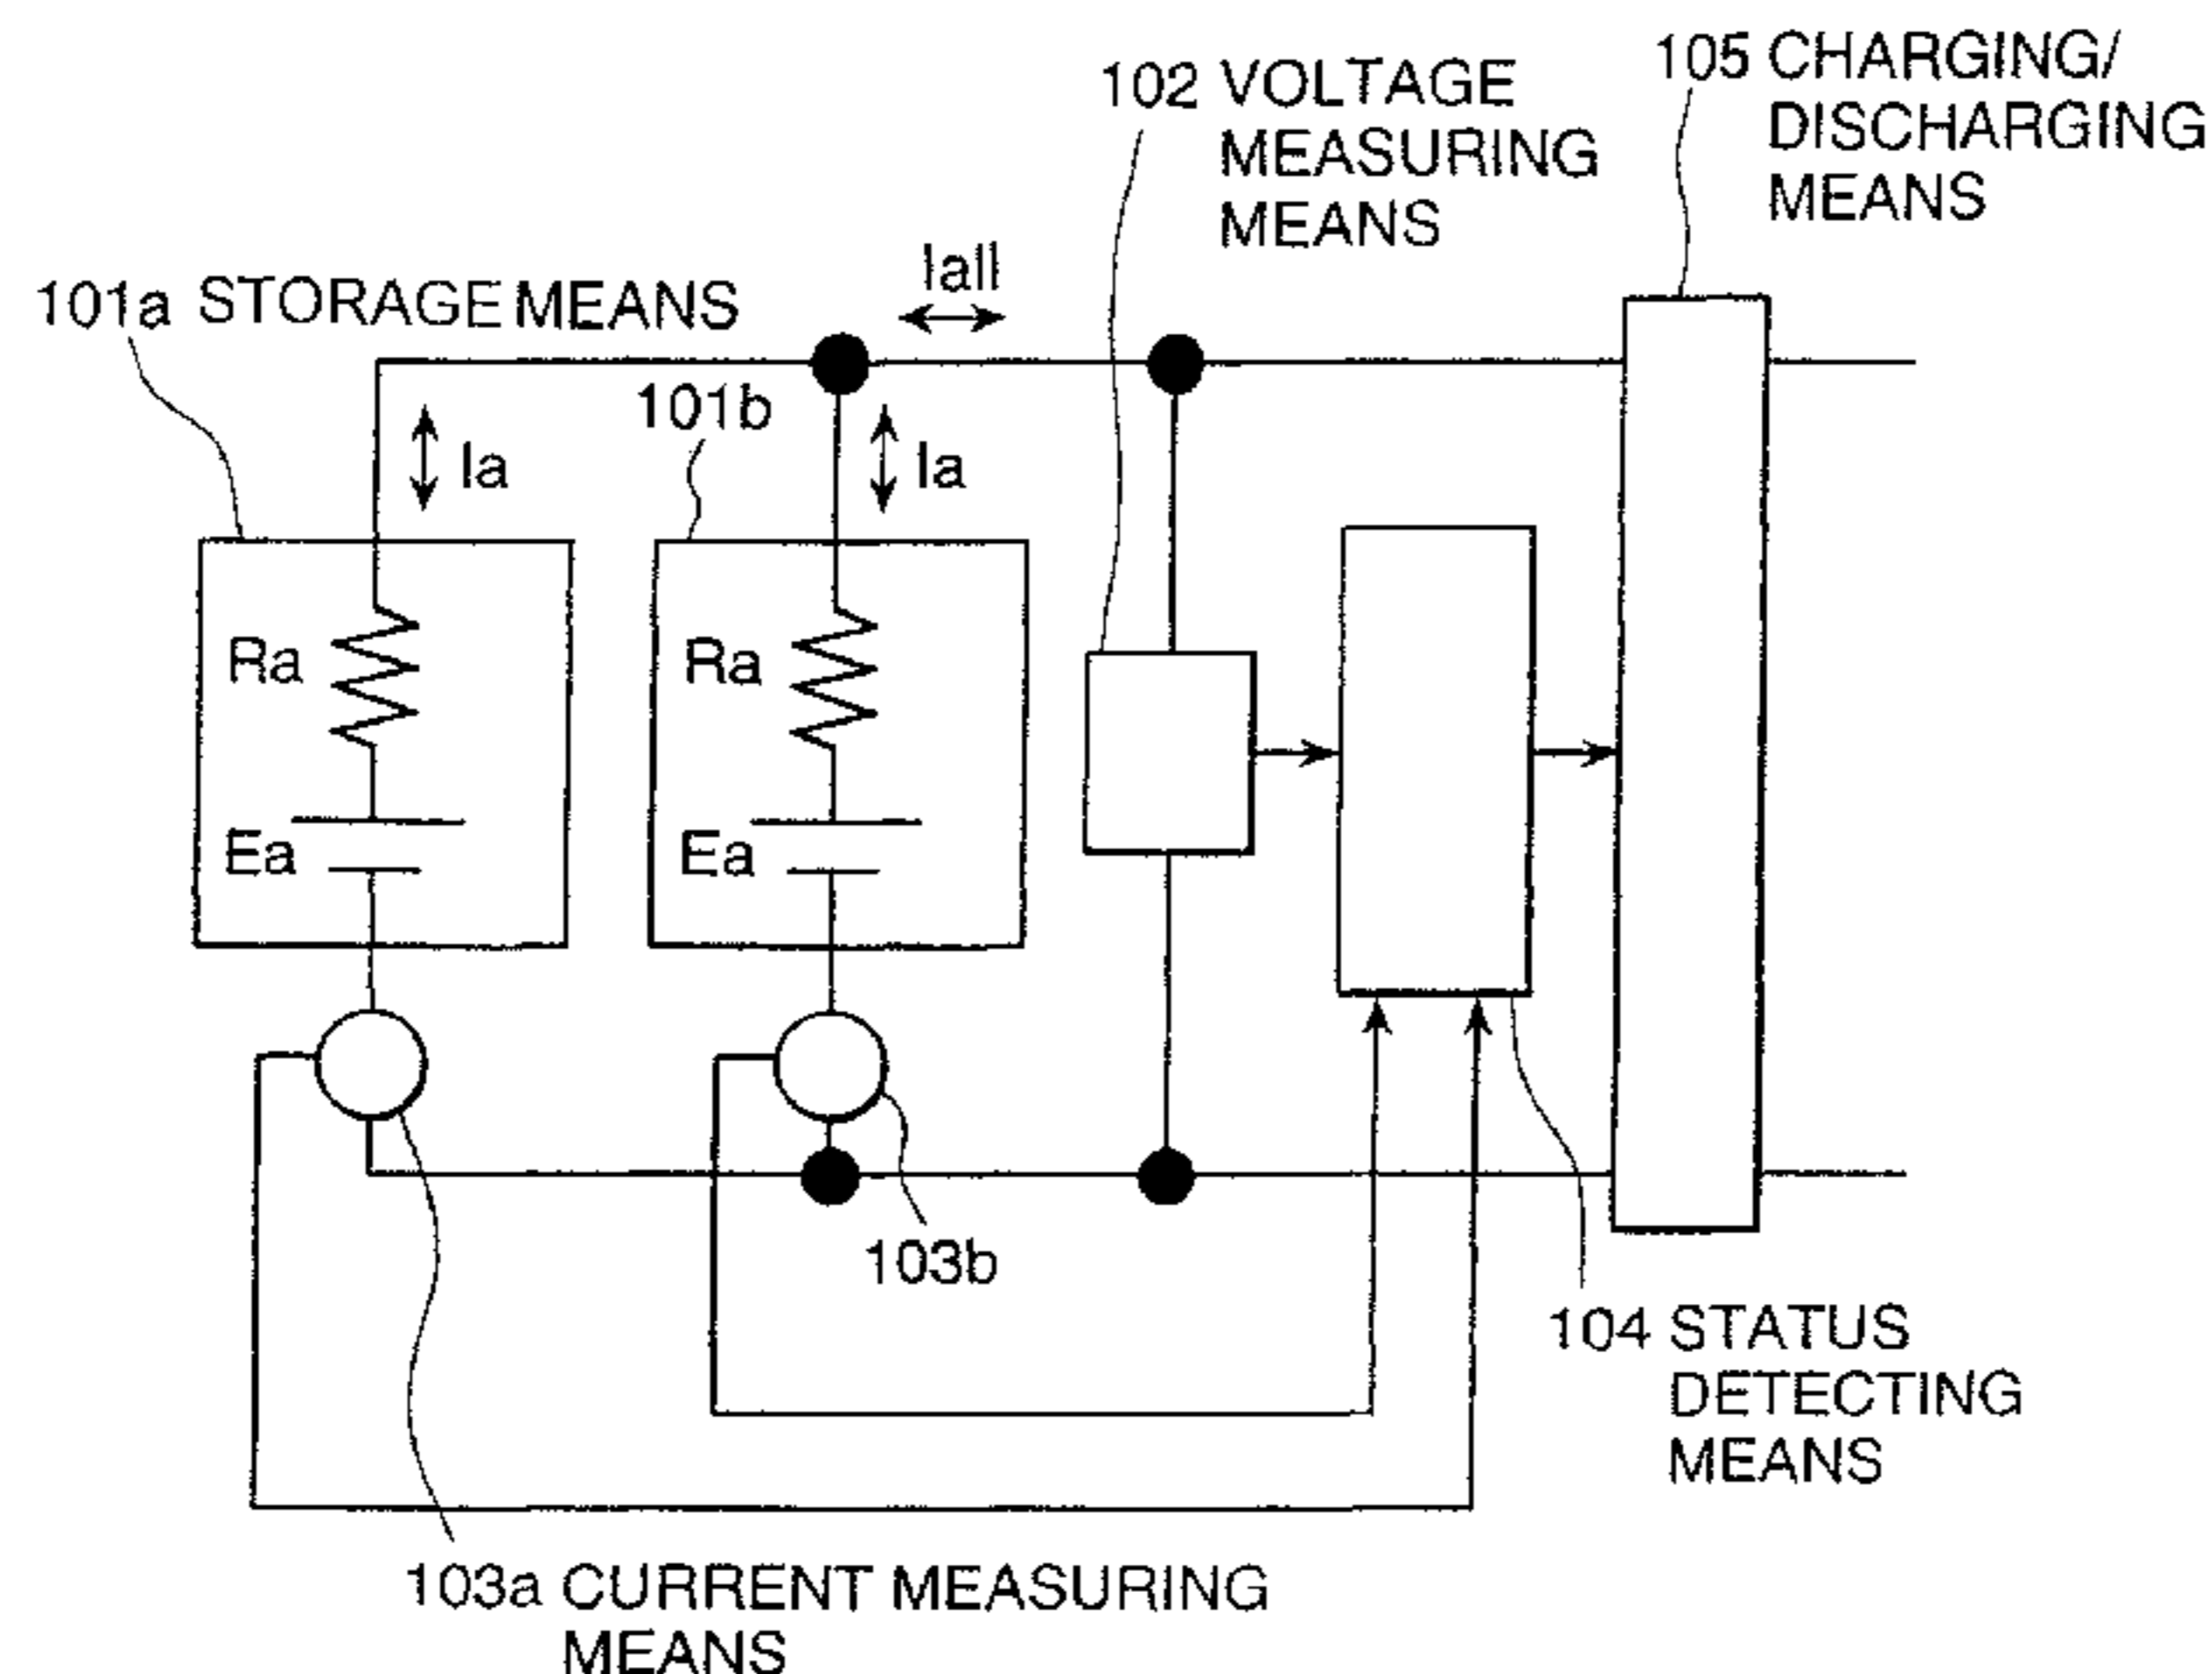 105 CHARGING/
DISCHARGING
MEANS
102 VOLTAGE
MEASURING
MEANS
Iall
101a STORAGE MEANS
101b
Ia
Ia
Ra
Ra
Ea
Ea
103b
104 STATUS
DETECTING
MEANS
103a CURRENT MEASURING
MEANS